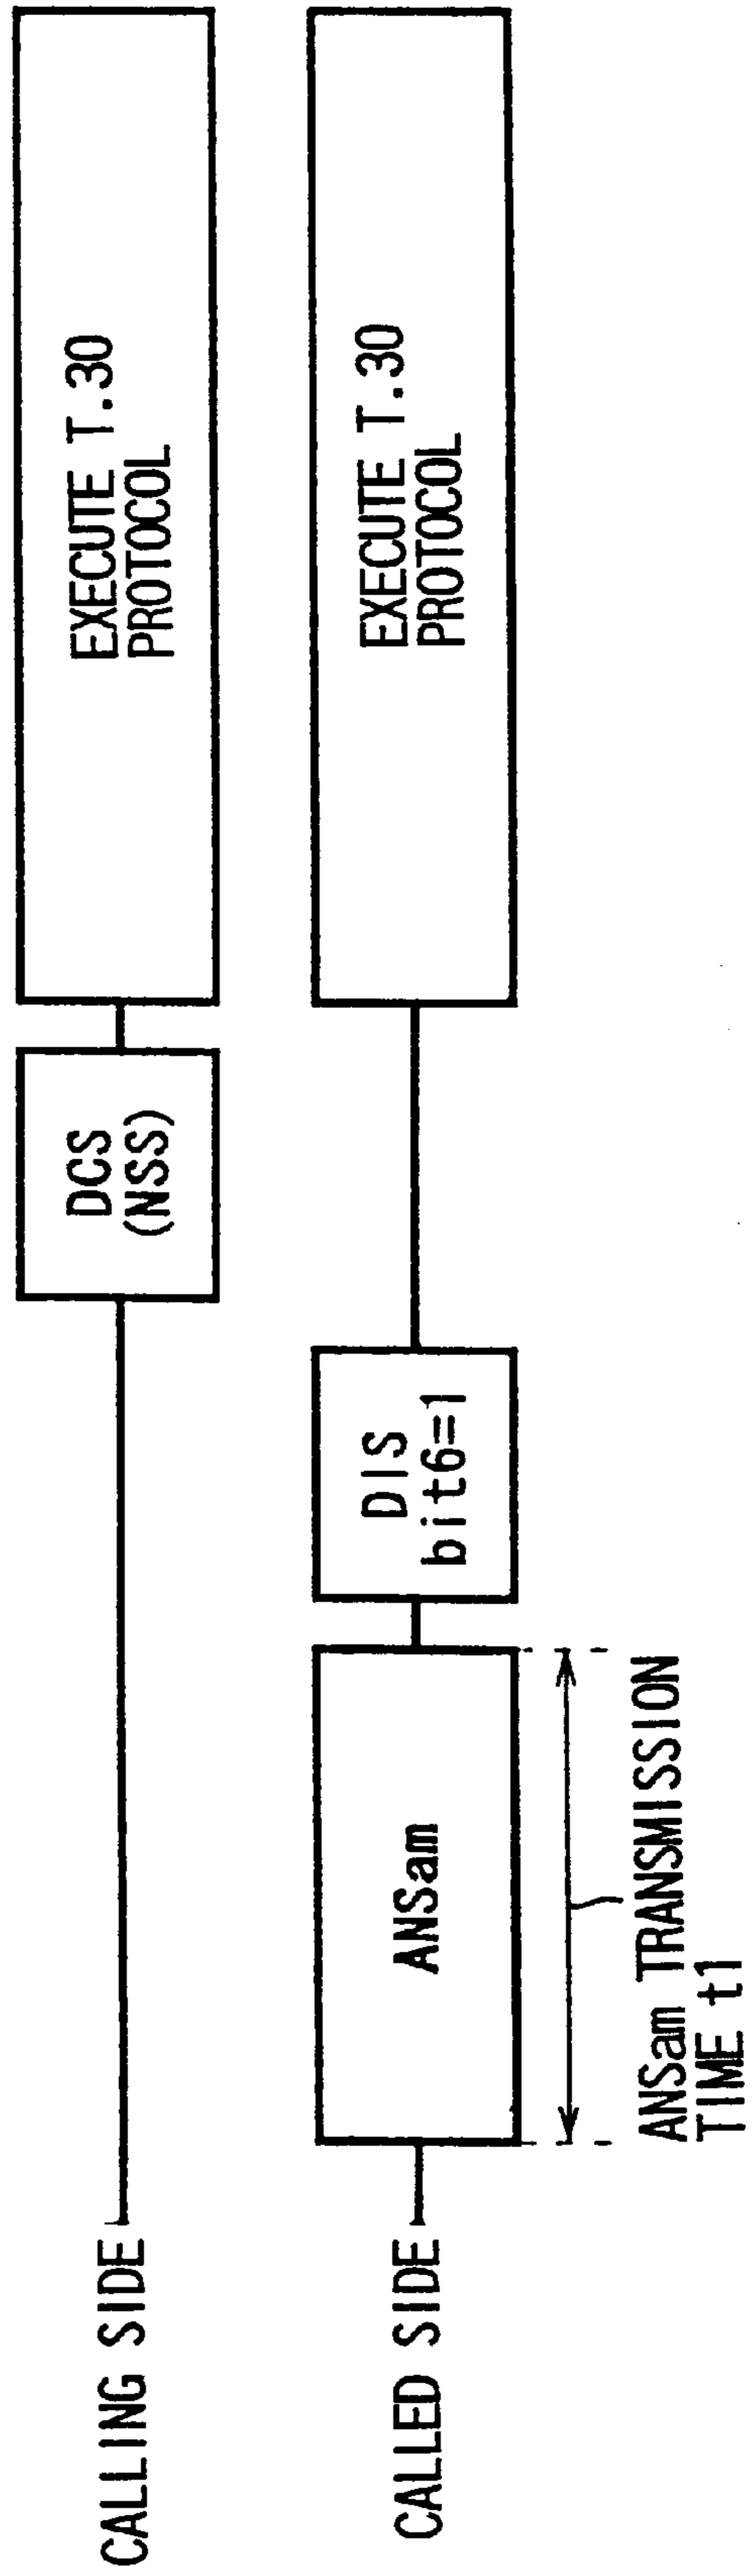 CALLING SIDE
DCS
(NSS)
EXECUTE T.30
PROTOCOL
CALLED SIDE
ANSam
DIS
bit6=1
EXECUTE T.30
PROTOCOL
ANSam TRANSMISSION
TIME t1